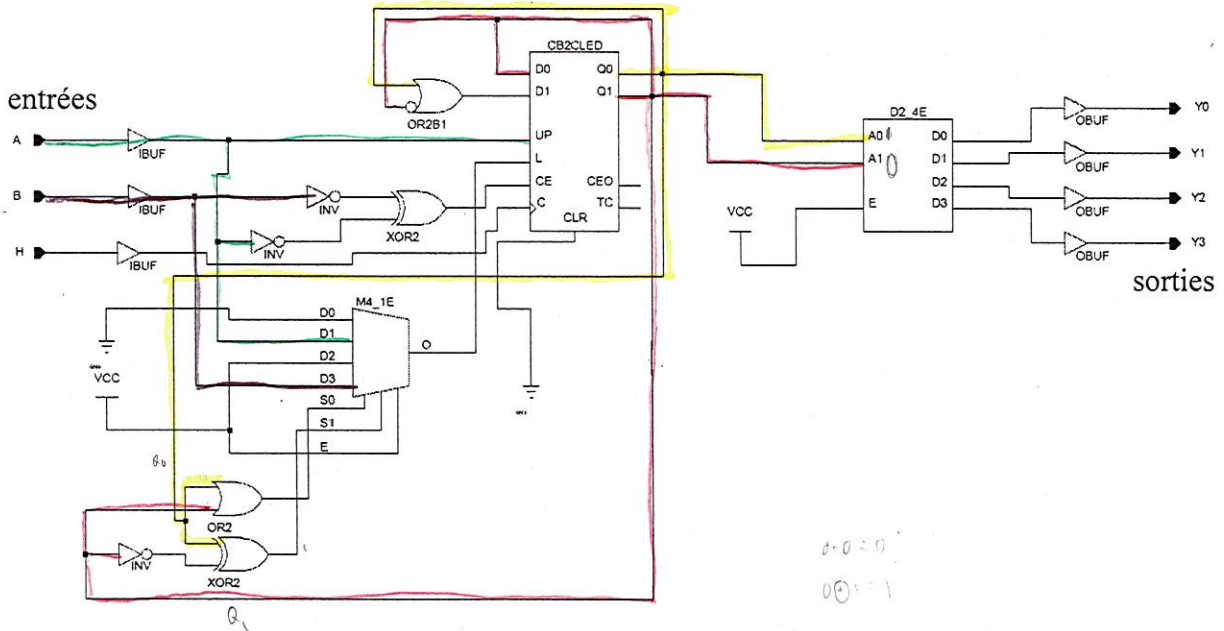 CB2CLED
D0 Q0
D1
Q1
OR2B1
entrées
D2_4E
A IBUF UP
A0 D0 OBUF Y0
A1 0 D1 OBUF Y1
L
B IBUF INV CE CEO
D2 OBUF Y2
C TC
XOR2 CLR
VCC E D3 OBUF Y3
INV
H IBUF
sorties
M4_1E
D0
D1
O
D2
VCC
D3
S0
S1
E
Q0
OR2
INV
XOR2
Q1